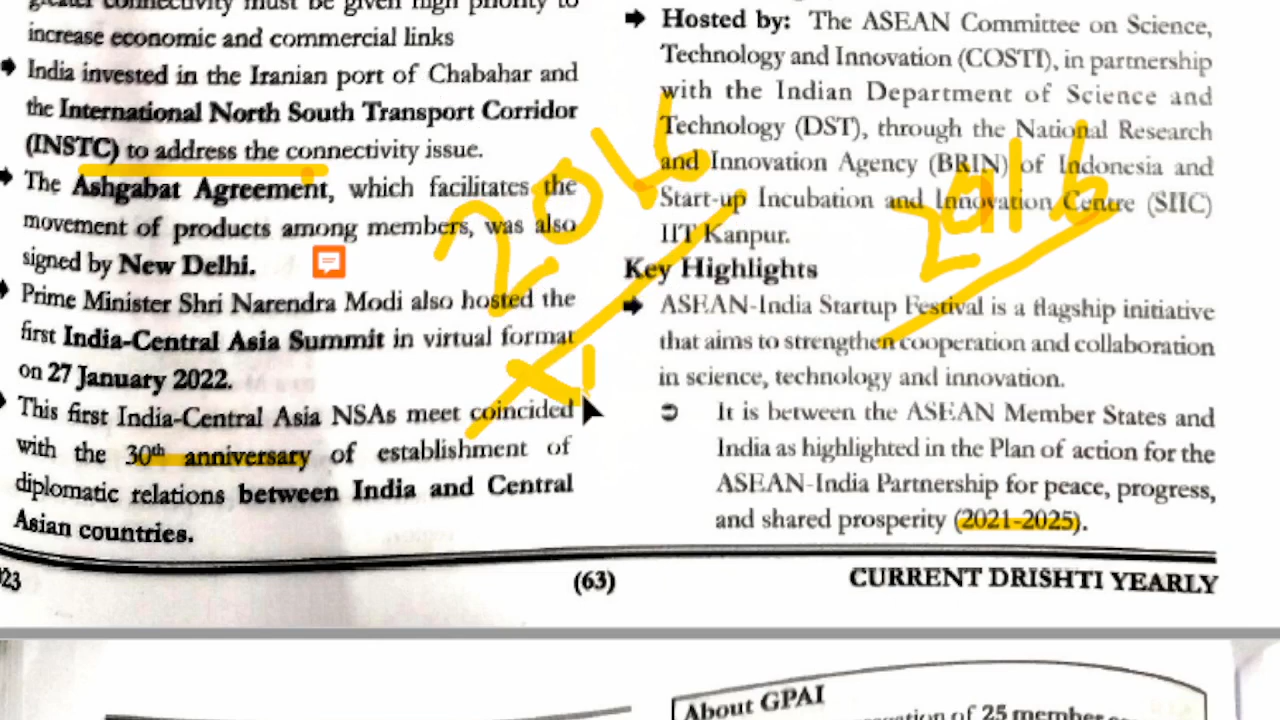 greater connectivity must be given high priority to
increase economic and commercial links
India invested in the Iranian port of Chabahar and
the International North South Transport Corridor
(INSTC) to address the connectivity issue.
The Ashgabat Agreement, which facilitates the
movement of products among members, was also
signed by New Delhi.
Prime Minister Shri Narendra Modi also hosted the
first India-Central Asia Summit in virtual format
on 27 January 2022.
This first India-Central Asia NSAs meet coincided
with the 30th anniversary of establishment of
diplomatic relations between India and Central
Asian countries.
Hosted by: The ASEAN Committee on Science,
Technology and Innovation (COSTI), in partnership
with the Indian Department of Science and
Technology (DST), through the National Research
and Innovation Agency (BRIN) of Indonesia and
Start-up Incubation and Innovation Centre (SIIC)
IIT Kanpur.
Key Highlights
ASEAN-India Startup Festival is a flagship initiative
that aims to strengthen cooperation and collaboration
in science, technology and innovation.
It is between the ASEAN Member States and
India as highlighted in the Plan of action for the
ASEAN-India Partnership for peace, progress,
and shared prosperity (2021-2025).
2016
23
(63)
CURRENT DRISHTI YEARLY
About GPAI
of 25 member